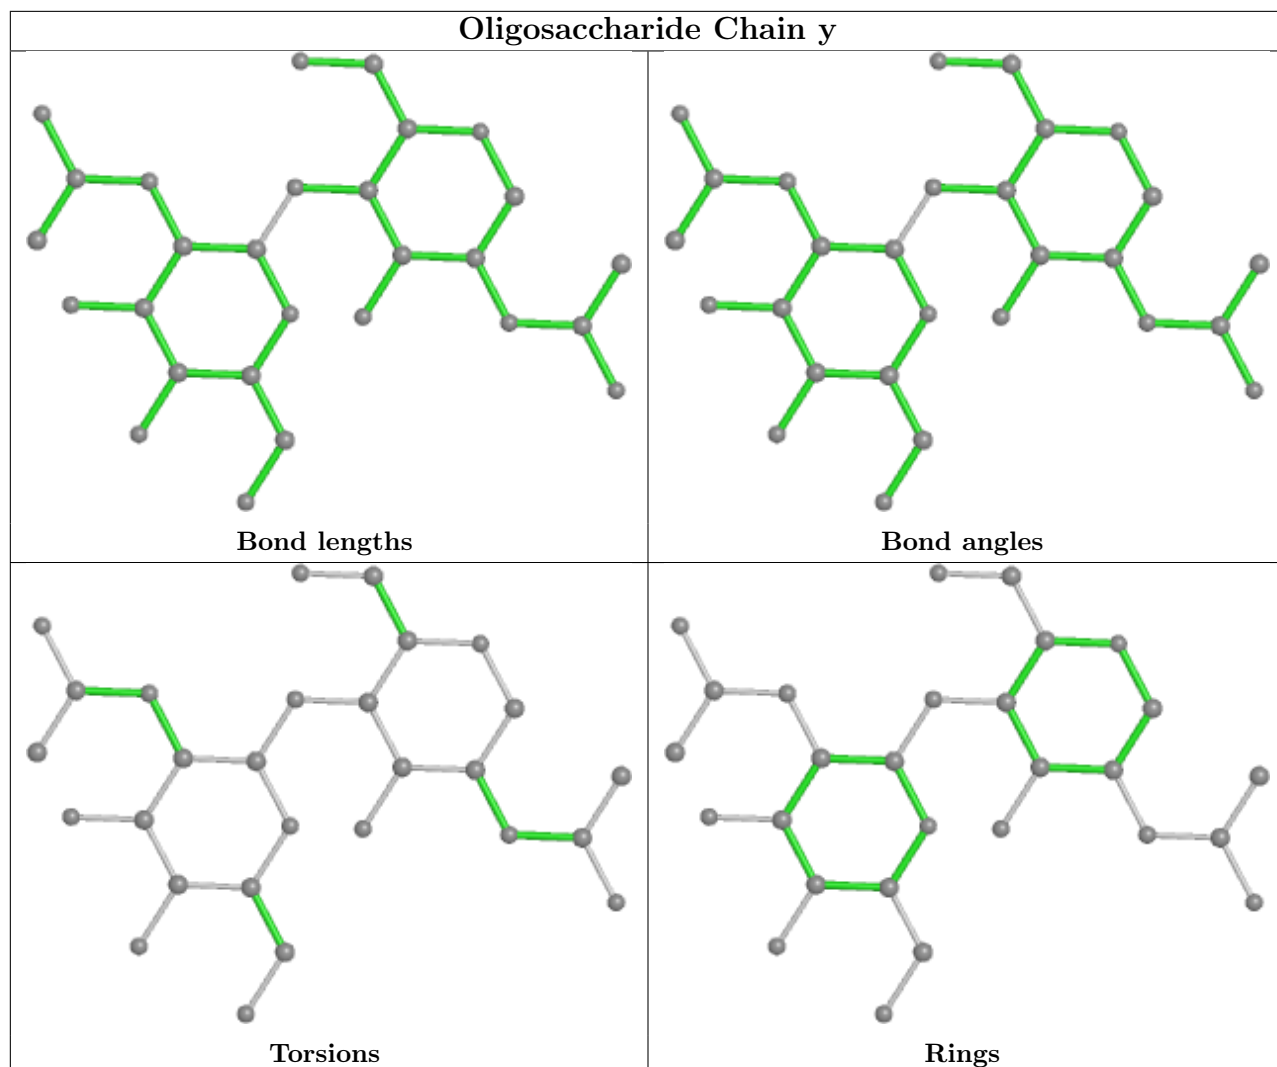 Oligosaccharide Chain y
Bond lengths
Bond angles
Torsions
Rings